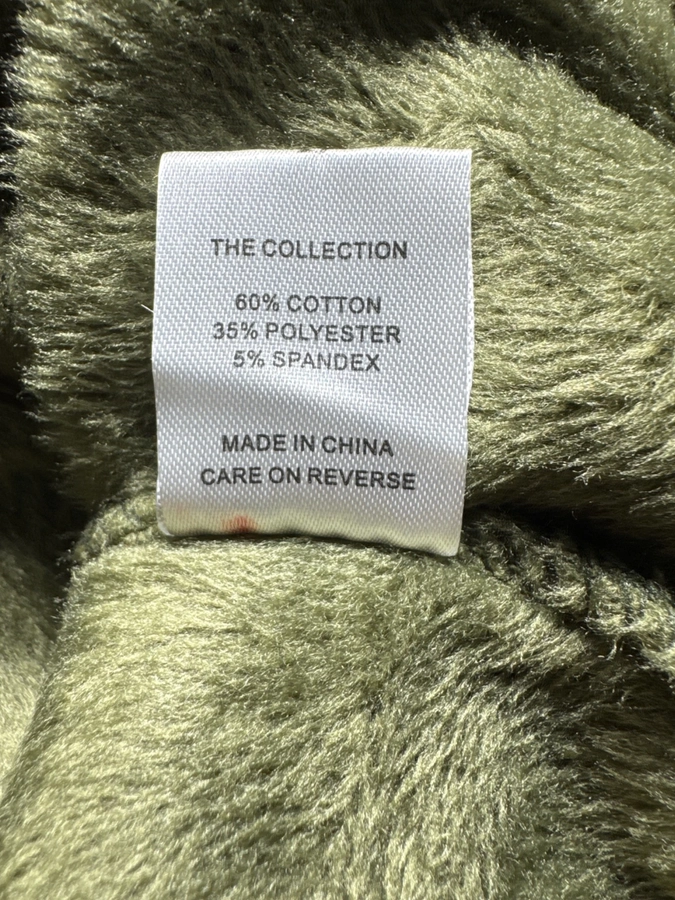 THE COLLECTION
60% COTTON
35% POLYESTER
5% SPANDEX
MADE IN CHINA
CARE ON REVERSE